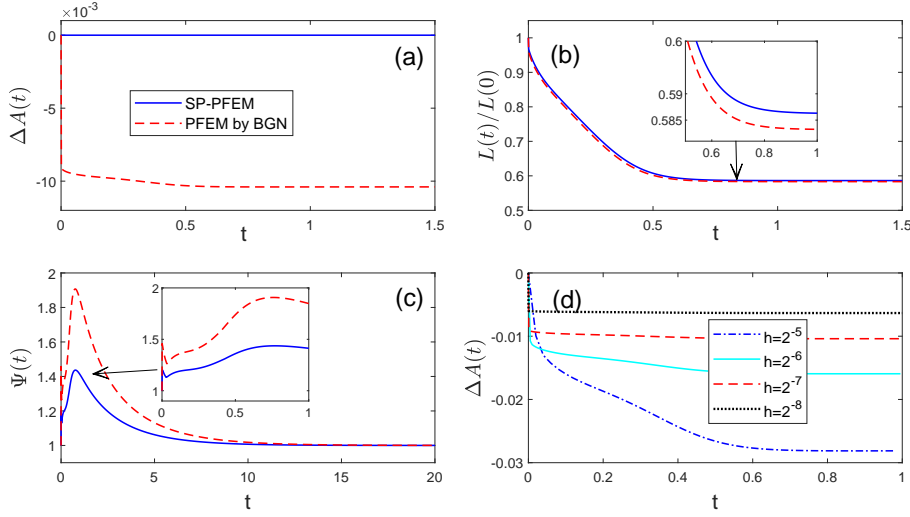 ×10⁻³
0
-5
-10
0
0.5
1
1.5
ΔA(t)
t
(a)
SP-PFEM
PFEM by BGN
1
0.9
0.8
0.7
0.6
0.5
0
0.5
1
1.5
L(t)/L(0)
t
(b)
0.6
0.59
0.585
0.6
0.8
1
2
1.8
1.6
1.4
1.2
1
0
5
10
15
20
Ψ(t)
t
(c)
2
1.5
1
0
0.5
1
0
-0.01
-0.02
-0.03
0
0.2
0.4
0.6
0.8
1
ΔA(t)
t
(d)
h=2⁻⁵
h=2⁻⁶
h=2⁻⁷
h=2⁻⁸